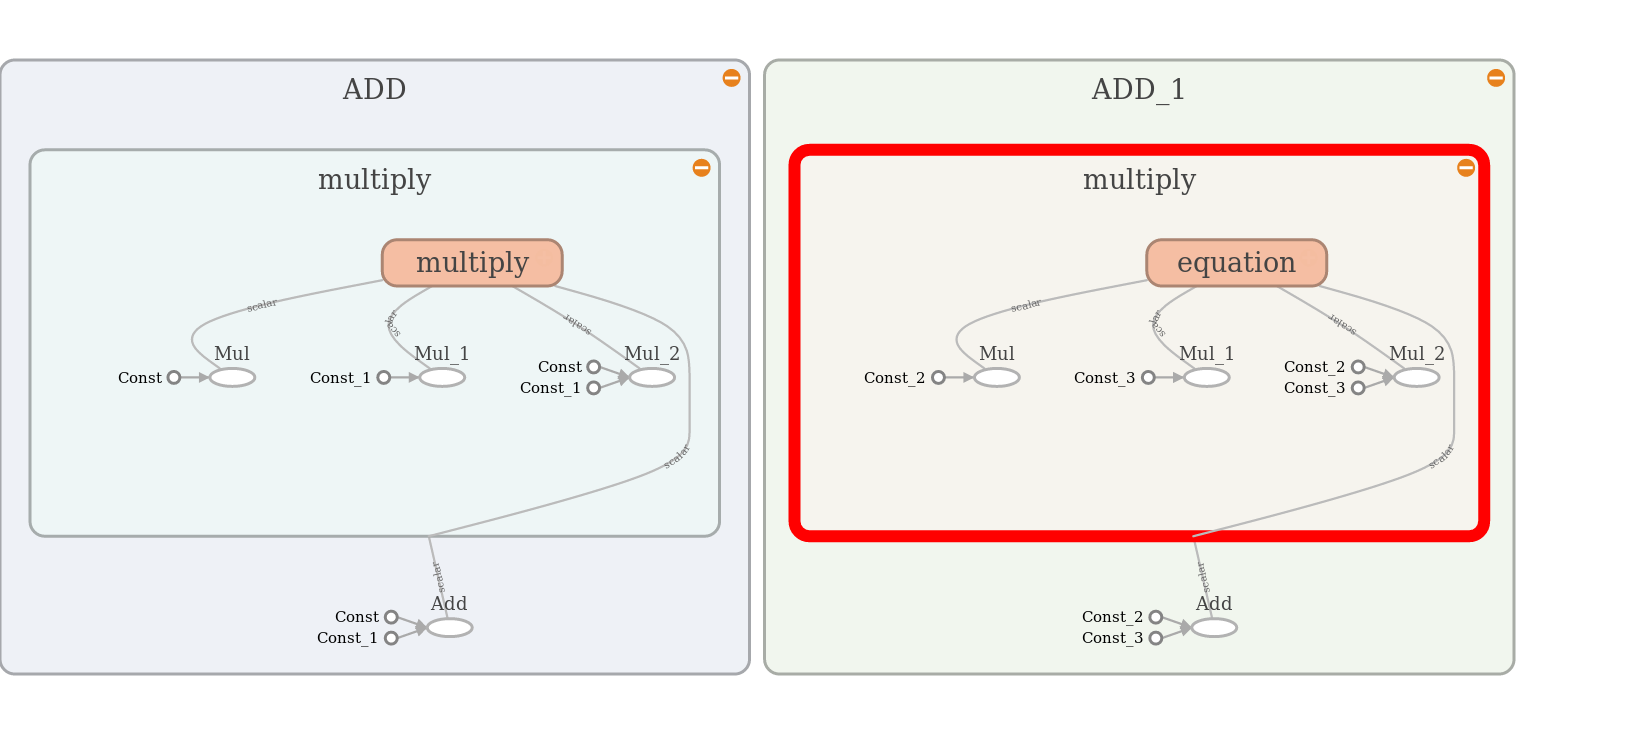 ADD
multiply
multiply
scalar
scalar
scalar
Mul
Mul_1
Mul_2
Const
Const_1
Const
Const_1
scalar
scalar
Add
Const
Const_1
ADD_1
multiply
equation
scalar
scalar
scalar
Mul
Mul_1
Mul_2
Const_2
Const_3
Const_2
Const_3
scalar
scalar
Add
Const_2
Const_3